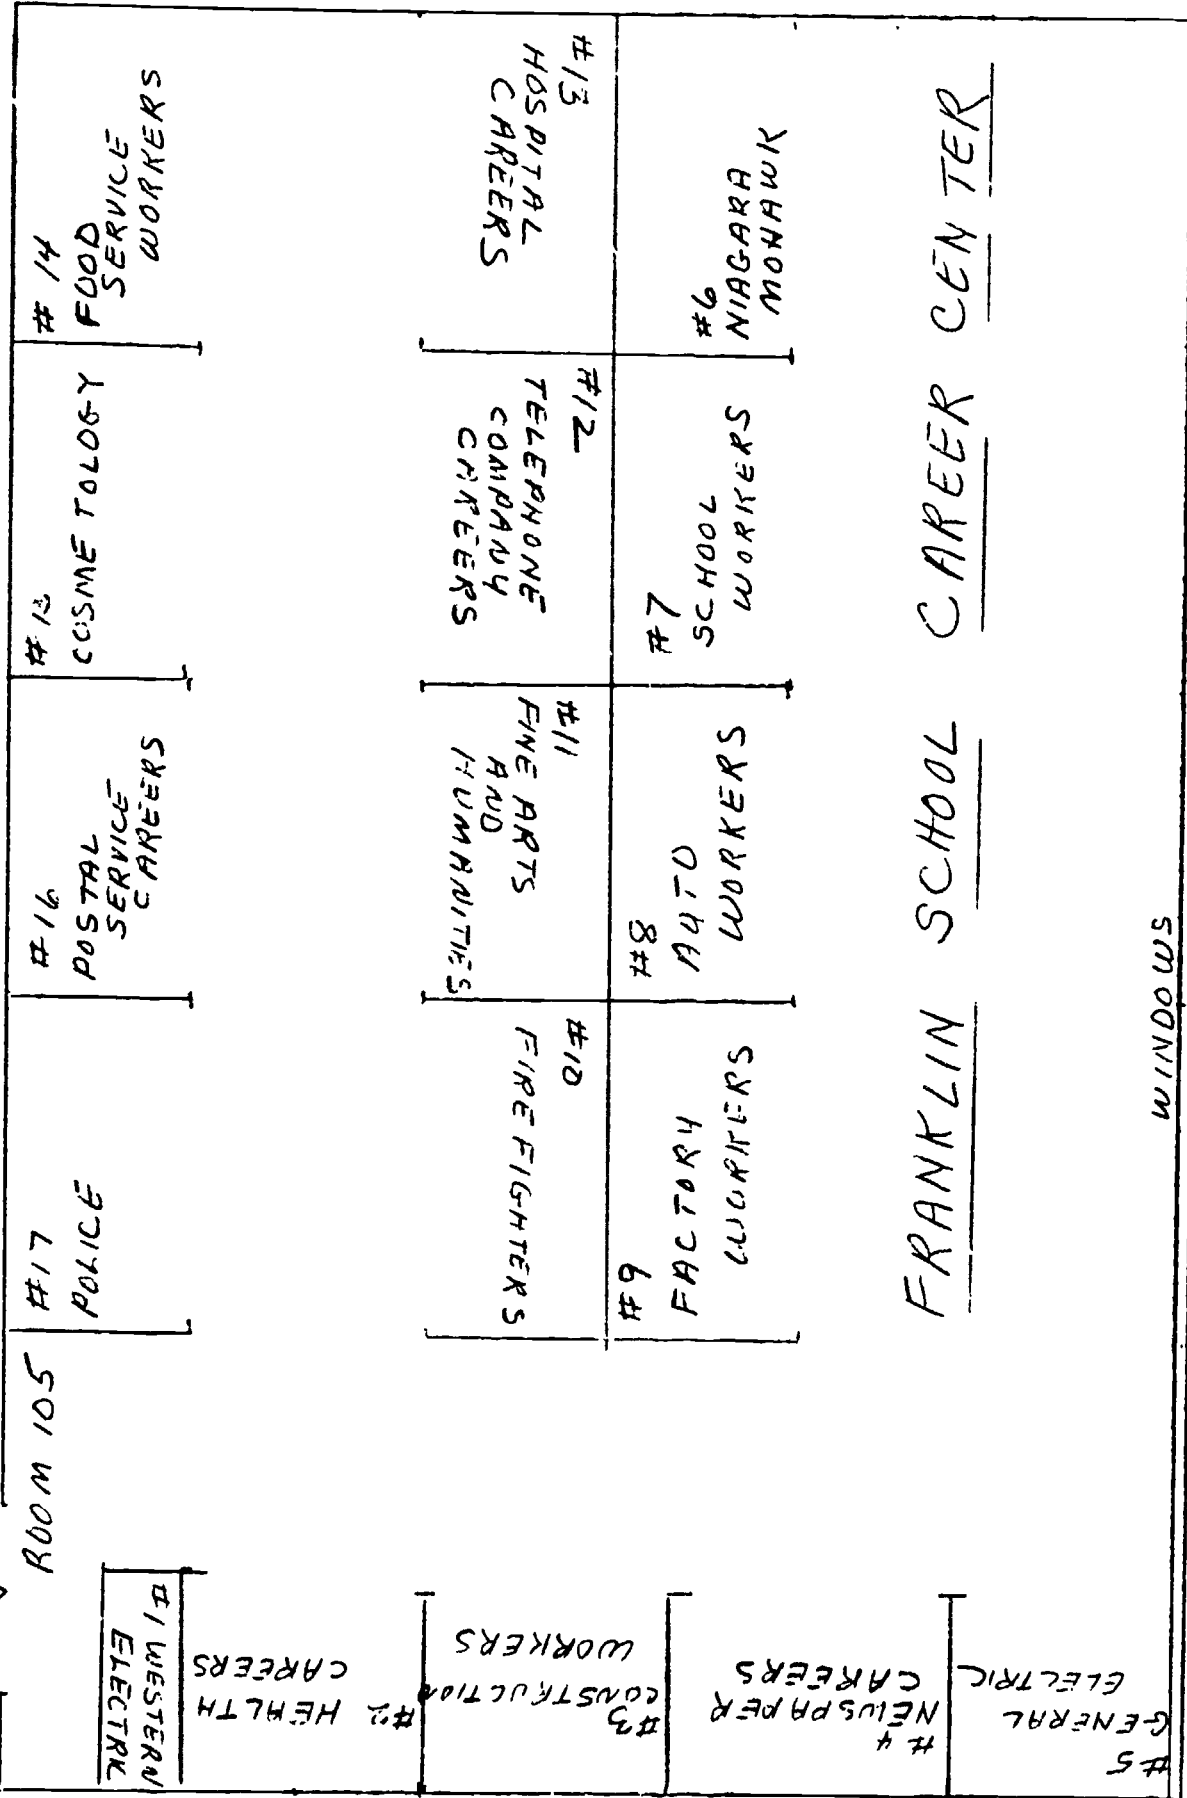 ROOM 105
#17
POLICE
#16
POSTAL
SERVICE
CAREERS
COSMETOLOGY
#14
FOOD
SERVICE
WORKERS
#1 WESTERN
ELECTRIC
#2 HEALTH
CAREERS
#3
CONSTRUCTION
WORKERS
#4
NEWSPAPER
CAREERS
#5
GENERAL
ELECTRIC
#10
FIREFIGHTERS
#11
FINE ARTS
AND
HUMANITIES
#12
TELEPHONE
COMPANY
CAREERS
#13
HOSPITAL
CAREERS
#9
FACTORY
WORKERS
#8
AUTO
WORKERS
#7
SCHOOL
WORKERS
#6
NIAGARA
MOHAWK
FRANKLIN SCHOOL CAREER CENTER
WINDOWS